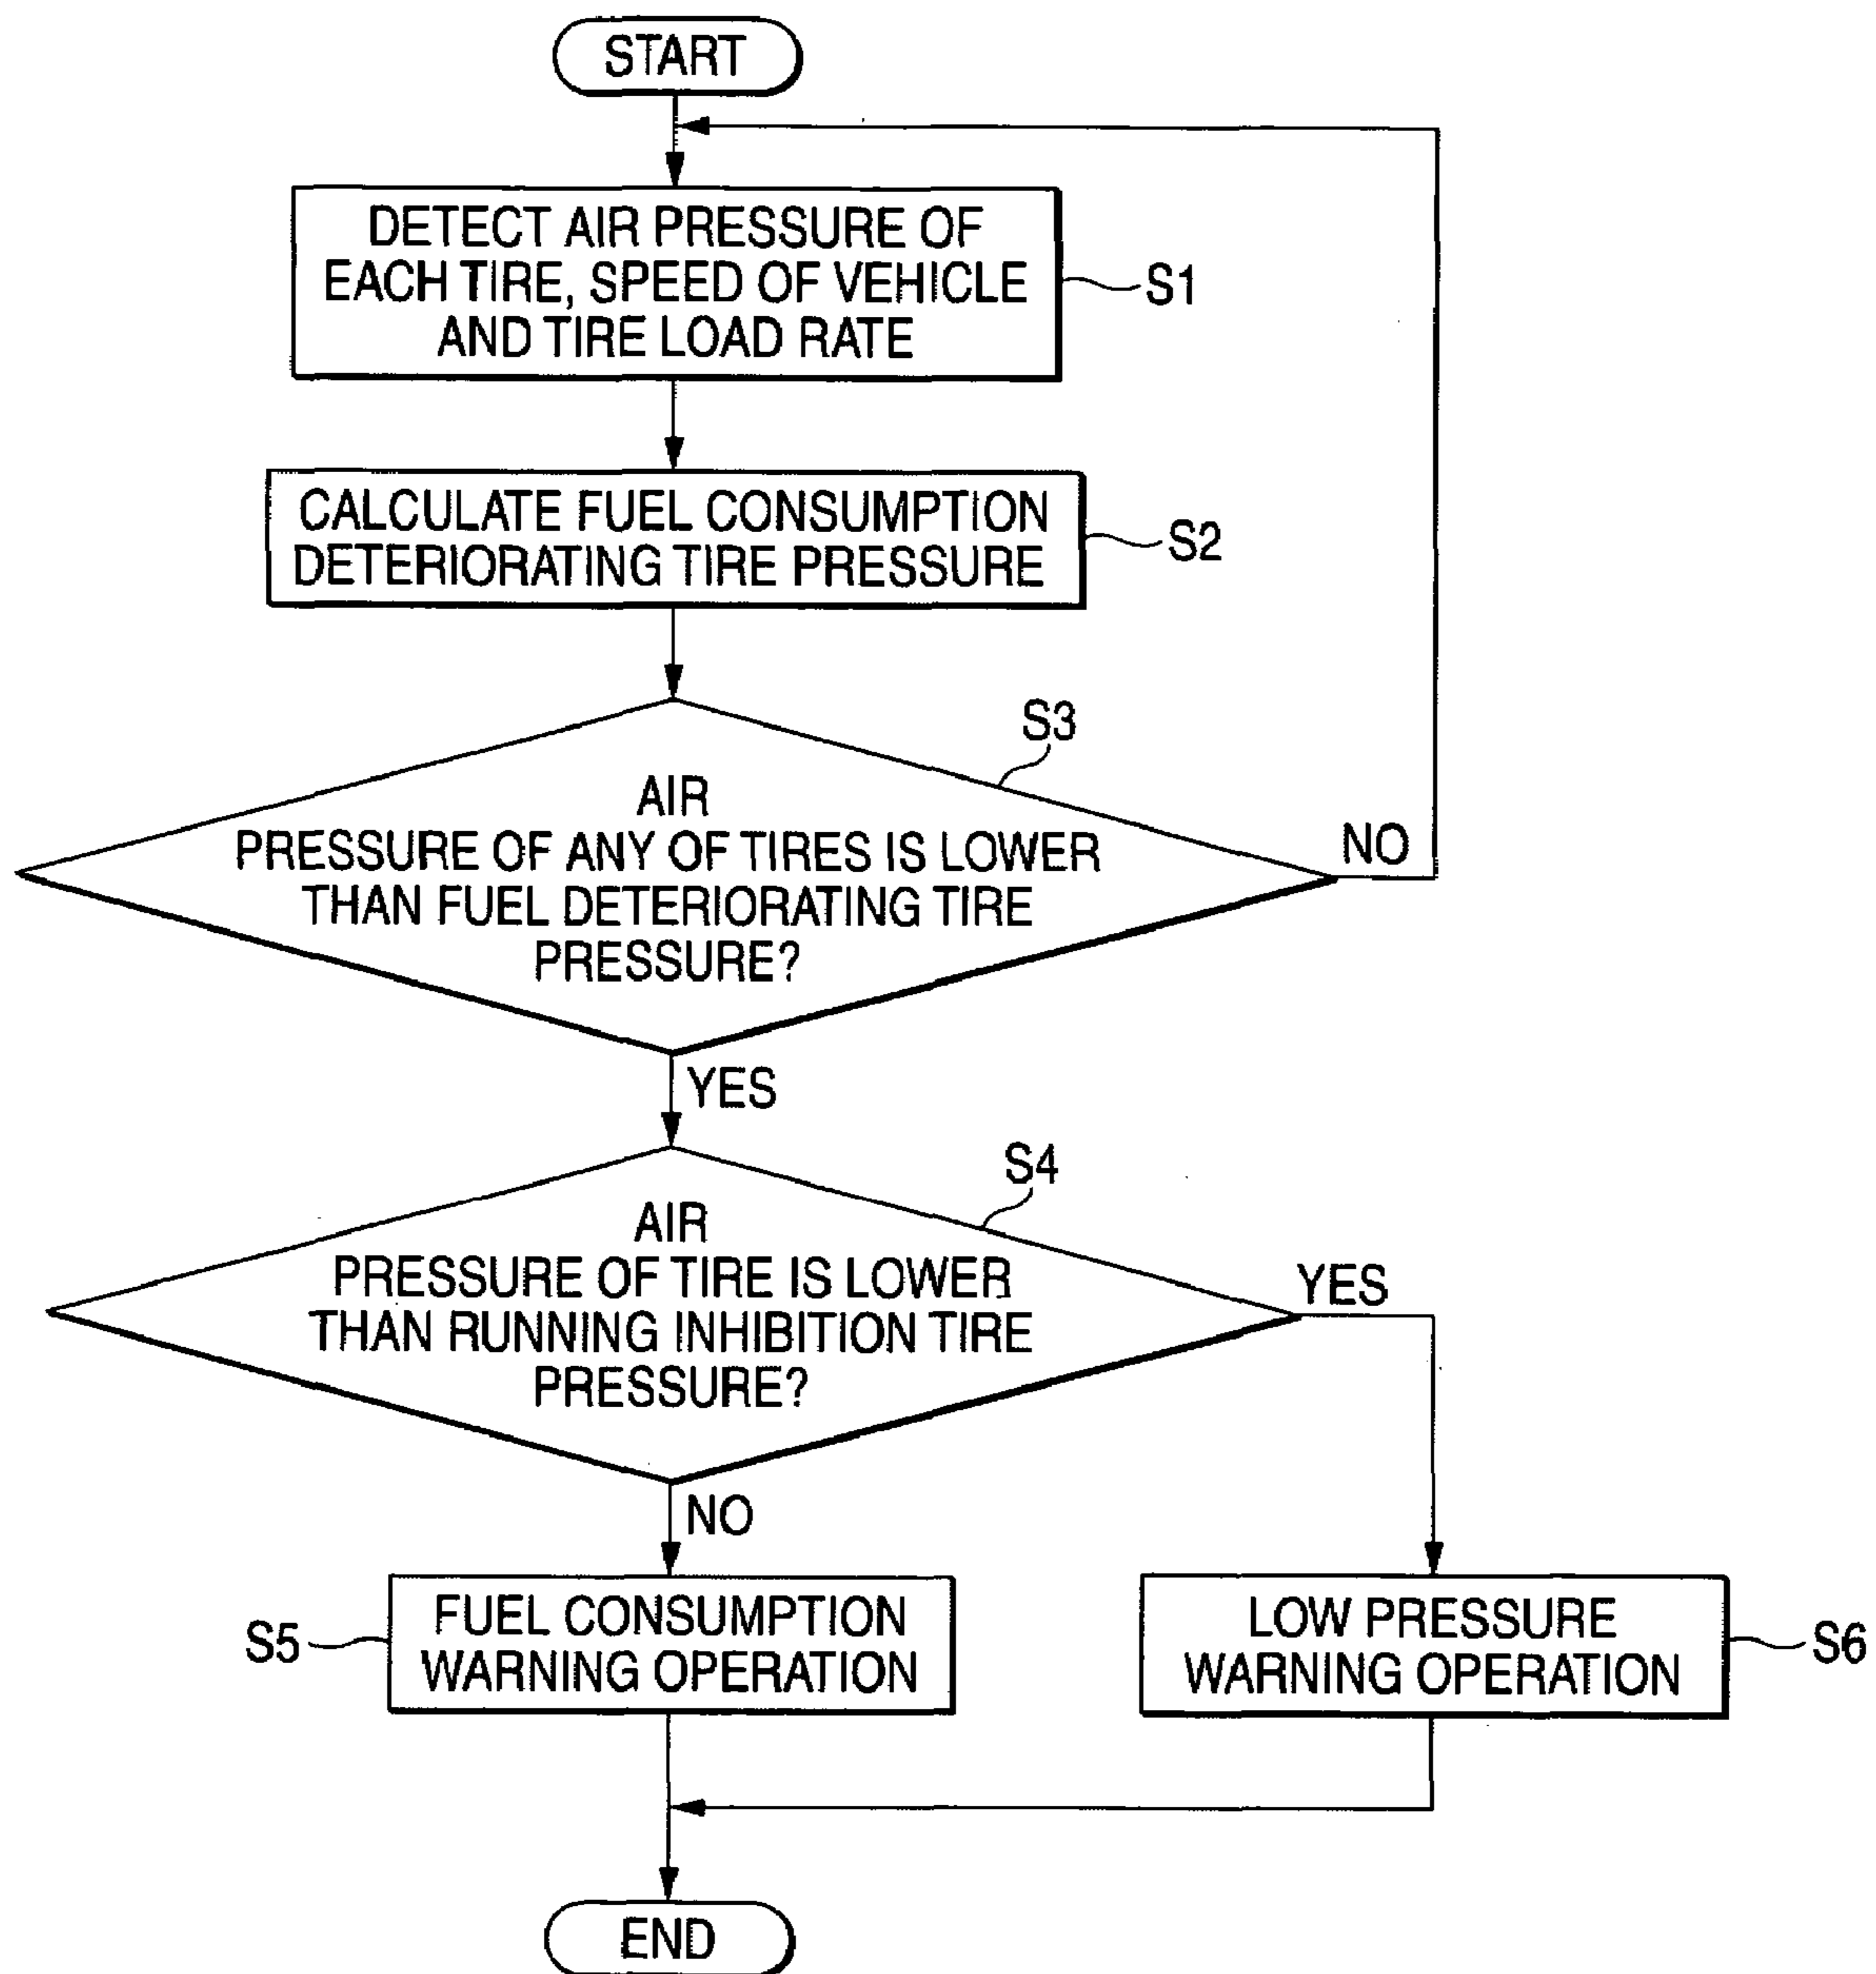 START
DETECT AIR PRESSURE OF
EACH TIRE, SPEED OF VEHICLE
AND TIRE LOAD RATE
S1
CALCULATE FUEL CONSUMPTION
DETERIORATING TIRE PRESSURE
S2
S3
AIR
PRESSURE OF ANY OF TIRES IS LOWER
THAN FUEL DETERIORATING TIRE
PRESSURE?
NO
YES
S4
AIR
PRESSURE OF TIRE IS LOWER
THAN RUNNING INHIBITION TIRE
PRESSURE?
YES
NO
S5
FUEL CONSUMPTION
WARNING OPERATION
LOW PRESSURE
WARNING OPERATION
S6
END